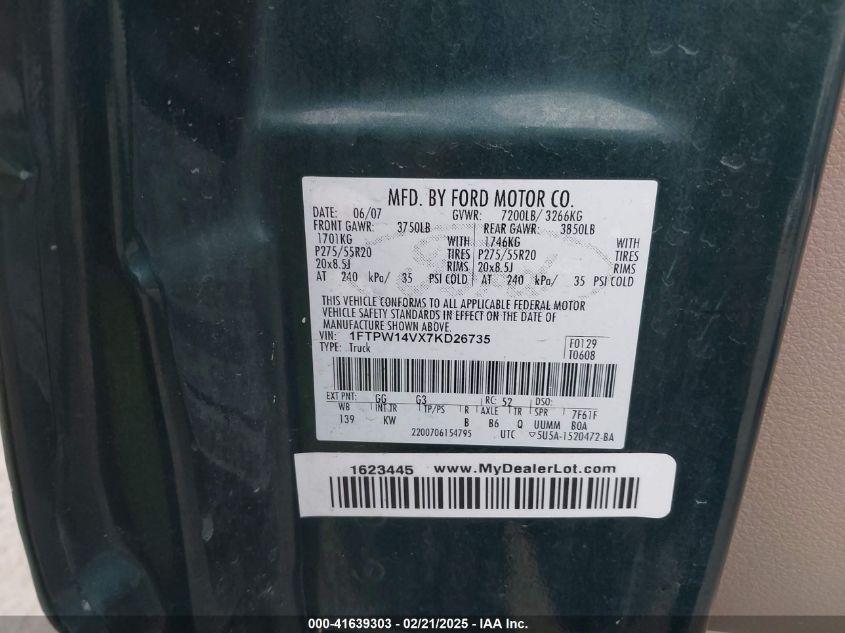 MFD. BY FORD MOTOR CO.
DATE: 06/07 GVWR: 7200LB/ 3266KG
FRONT GAWR: 3750LB REAR GAWR: 3850LB
1701KG WITH 1746KG WITH
P275/55R20 TIRES P275/55R20 TIRES
20x8.5J RIMS 20x8.5J RIMS
AT 240 kPa/ 35 PSI COLD AT 240 kPa/ 35 PSI COLD
THIS VEHICLE CONFORMS TO ALL APPLICABLE FEDERAL MOTOR
VEHICLE SAFETY STANDARDS IN EFFECT ON THE DATE OF
MANUFACTURE SHOWN ABOVE.
VIN: 1FTPW14VX7KD26735 F0129
TYPE: Truck T0608
EXT PNT: GG G3 RC: 52 DSO:
WB INT TR TP/PS R AXLE TR SPR 7F61F
139 KW B B6 Q UUMM BOA
2200706154795 UTC ▽5U5A-1520472-BA
1623445 www.MyDealerLot.com
000-41639303 - 02/21/2025 - IAA Inc.